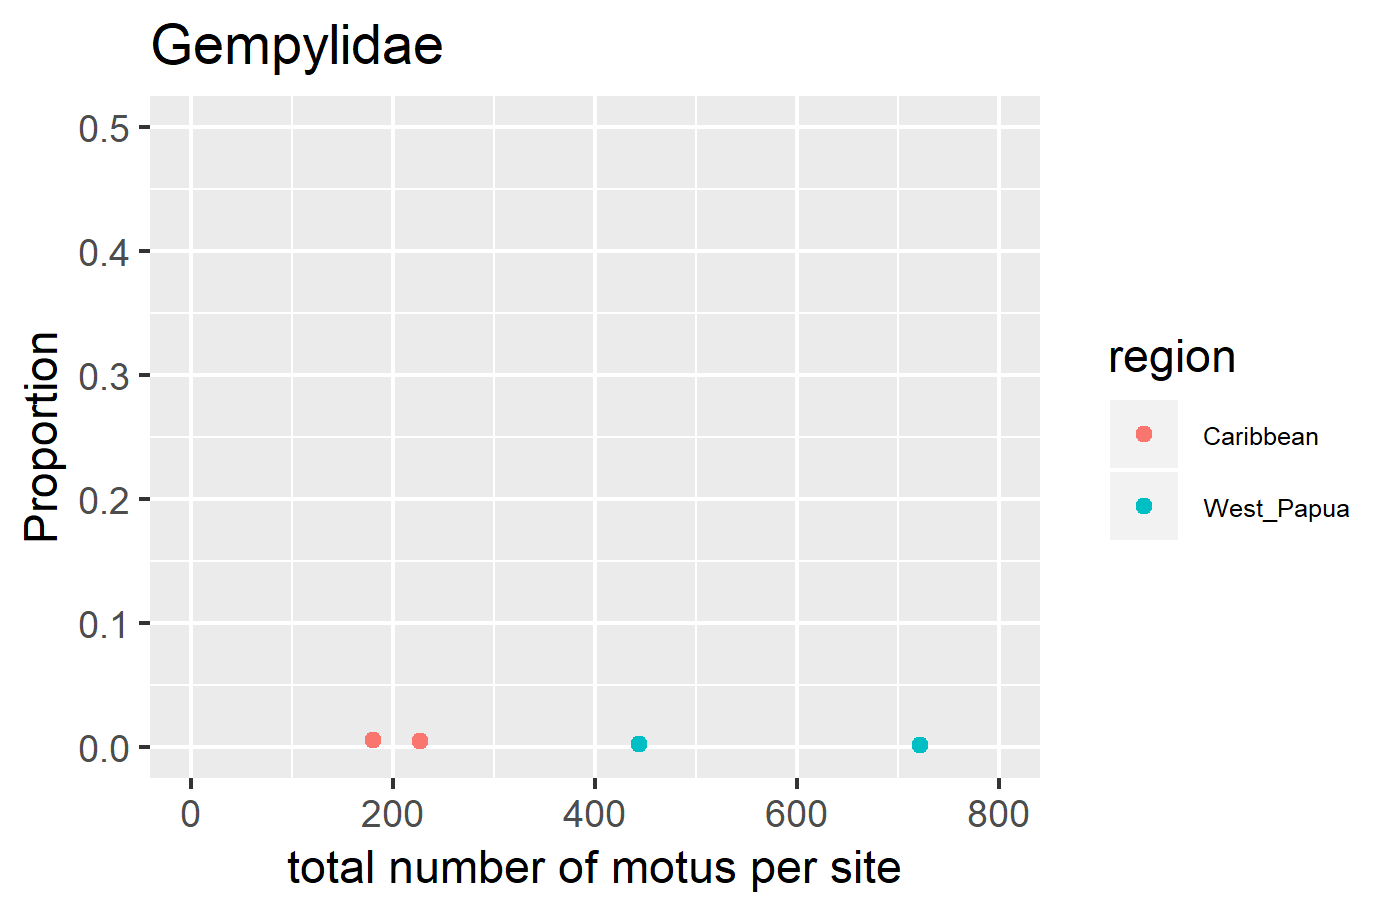 Gempylidae
0.5
0.4
0.3
0.2
0.1
0.0
Proportion
0 200 400 600 800
total number of motus per site
region
Caribbean
West_Papua